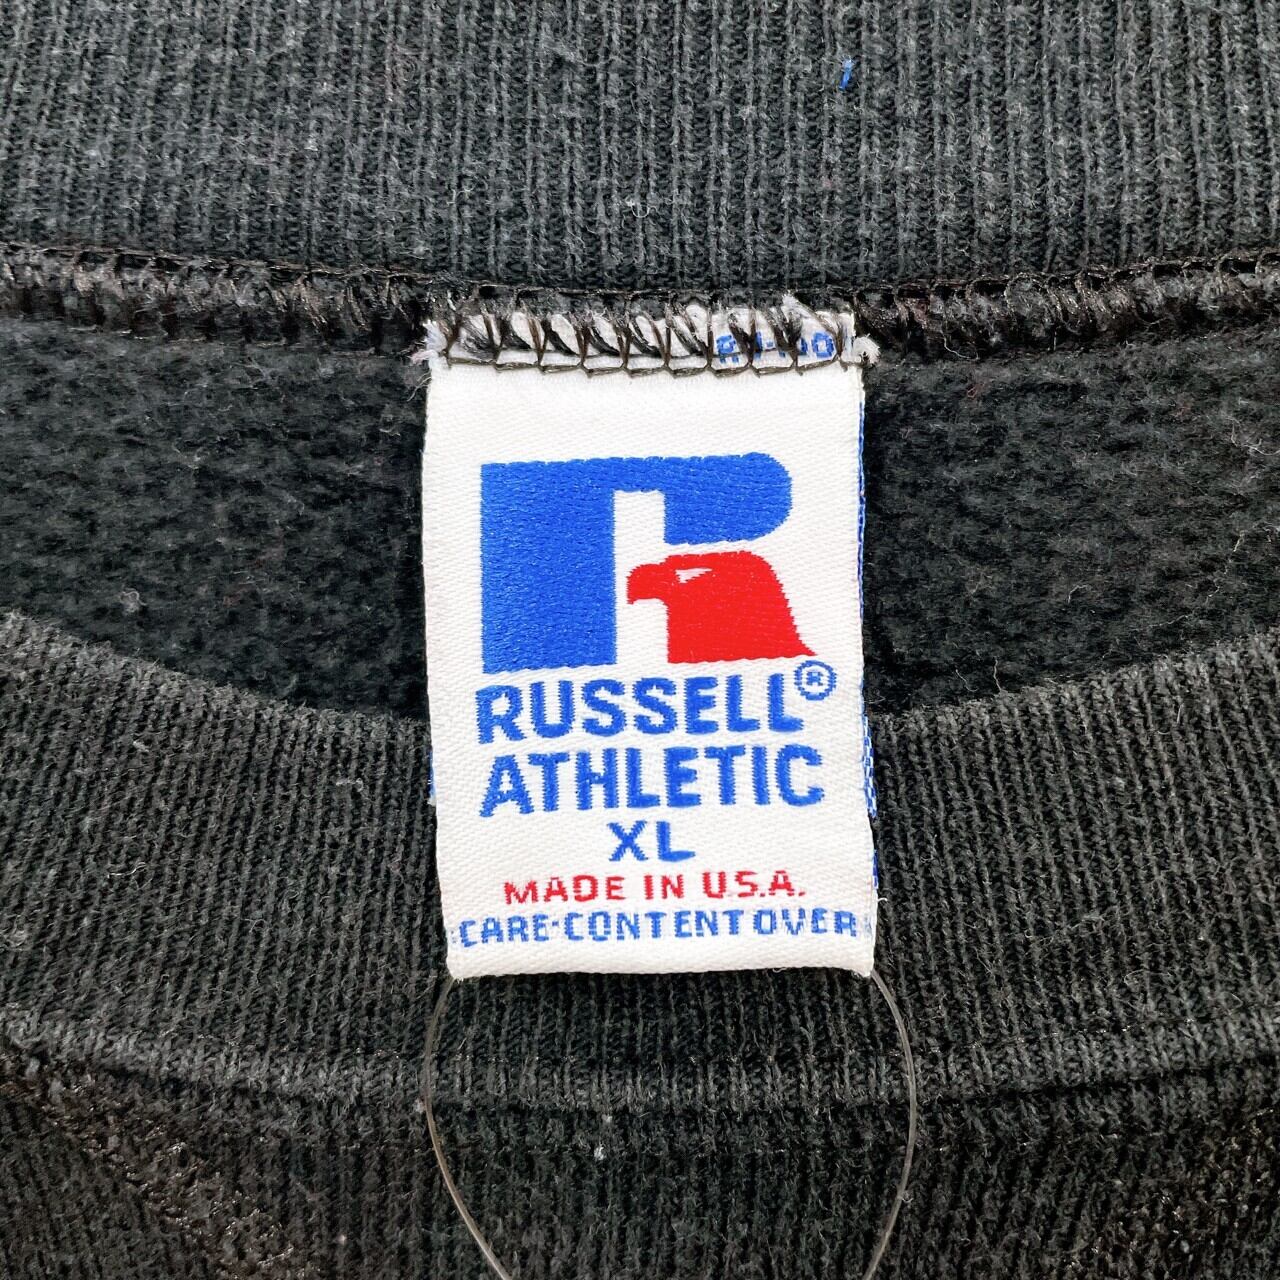 RUSSELL®
ATHLETIC
XL
MADE IN U.S.A.
CARE-CONTENT OVER